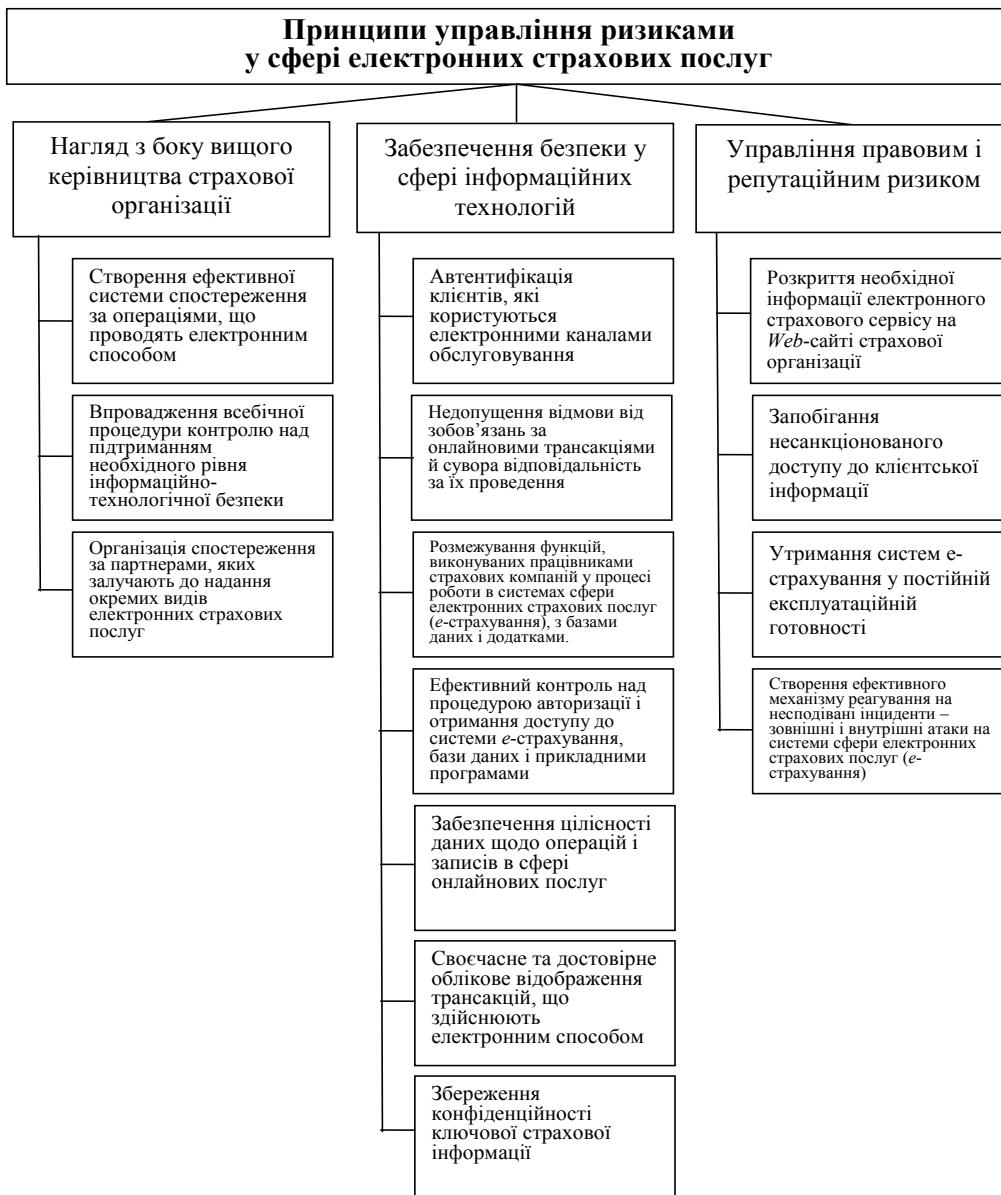 Принципи управління ризиками
у сфері електронних страхових послуг
Нагляд з боку вищого
керівництва страхової
організації
Створення ефективної
системи спостереження
за операціями, що
проводять електронним
способом
Впровадження всебічної
процедури контролю над
підтриманням
необхідного рівня
інформаційно-
технологічної безпеки
Організація спостереження
за партнерами, яких
залучають до надання
окремих видів
електронних страхових
послуг
Забезпечення безпеки у
сфері інформаційних
технологій
Автентифікація
клієнтів, які
користуються
електронними каналами
обслуговування
Недопущення відмови від
зобов’язань за
онлайновими трансакціями
й сувора відповідальність
за їх проведення
Розмежування функцій,
виконуваних працівниками
страхових компаній у процесі
роботи в системах сфери
електронних страхових послуг
(е-страхування), з базами
даних і додатками.
Ефективний контроль над
процедурою авторизації і
отримання доступу до
системи е-страхування,
бази даних і прикладними
програмами
Забезпечення цілісності
даних щодо операцій і
записів в сфері
онлайнових послуг
Своєчасне та достовірне
облікове відображення
трансакцій, що
здійснюють
електронним способом
Збереження
конфіденційності
ключової страхової
інформації
Управління правовим і
репутаційним ризиком
Розкриття необхідної
інформації електронного
страхового сервісу на
Web-сайті страхової
організації
Запобігання
несанкціонованого
доступу до клієнтської
інформації
Утримання систем е-
страхування у постійній
експлуатаційній
готовності
Створення ефективного
механізму реагування на
несподівані інциденти –
зовнішні і внутрішні атаки на
системи сфери електронних
страхових послуг (е-
страхування)